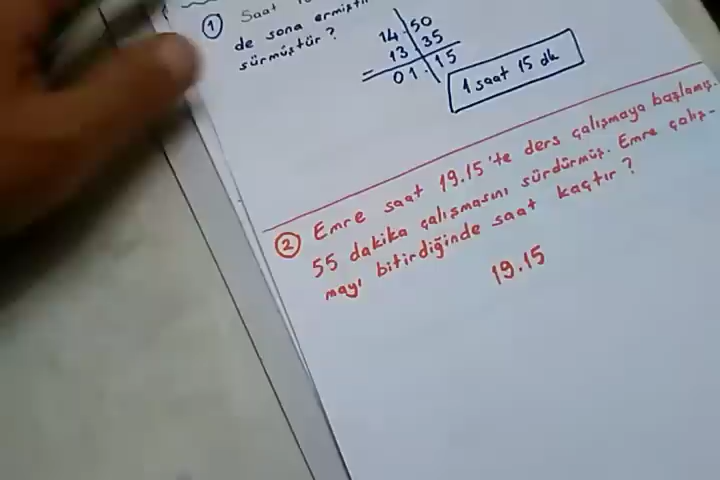 1 Saat
de sona ermiştir
sürmüştür?
14.50
13.35
= 01.15
1 saat 15 dk
2 Emre saat 19.15'te ders çalışmaya başlamış.
55 dakika çalışmasını sürdürmüş. Emre çalış-
mayı bitirdiğinde saat kaçtır?
19.15